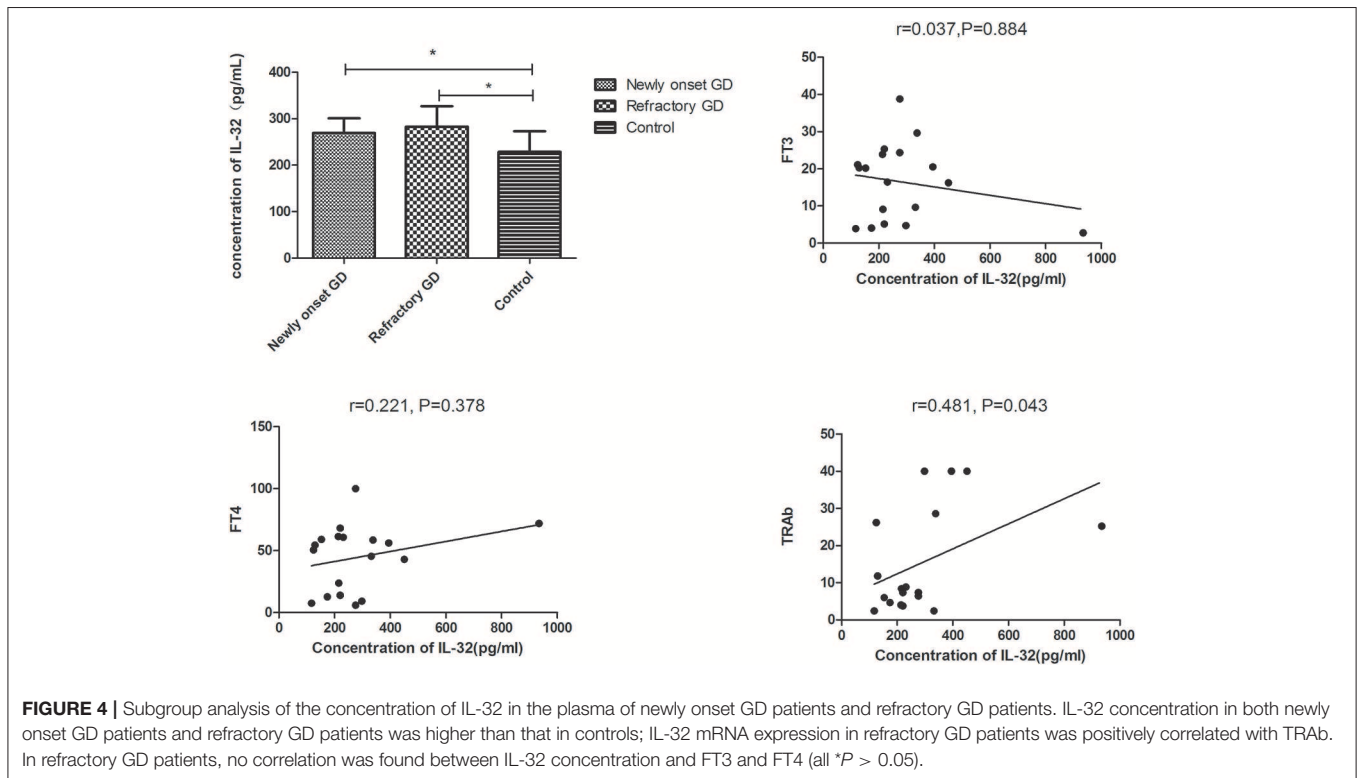 *
*
concentration of IL-32 (pg/mL)
400
300
200
100
0
Newly onset GD
Refractory GD
Control
Newly onset GD
Refractory GD
Control
r=0.037,P=0.884
FT3
50
40
30
20
10
0
0 200 400 600 800 1000
Concentration of IL-32(pg/ml)
r=0.221, P=0.378
FT4
150
100
50
0
0 200 400 600 800 1000
Concentration of IL-32(pg/ml)
r=0.481, P=0.043
TRAb
50
40
30
20
10
0
0 200 400 600 800 1000
Concentration of IL-32(pg/ml)
FIGURE 4 | Subgroup analysis of the concentration of IL-32 in the plasma of newly onset GD patients and refractory GD patients. IL-32 concentration in both newly
onset GD patients and refractory GD patients was higher than that in controls; IL-32 mRNA expression in refractory GD patients was positively correlated with TRAb.
In refractory GD patients, no correlation was found between IL-32 concentration and FT3 and FT4 (all *P > 0.05).